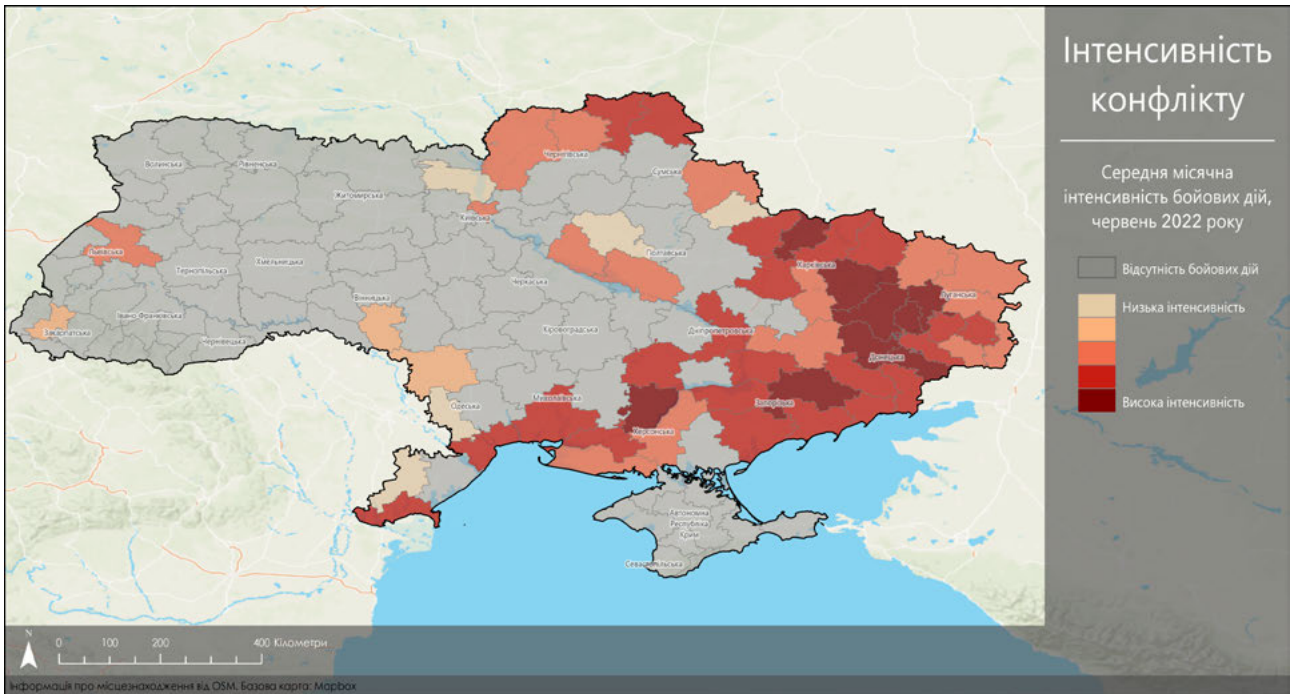 Інтенсивність
конфлікту
Середня місячна
інтенсивність бойових дій,
червень 2022 року
Відсутність бойових дій
Низька інтенсивність
Висока інтенсивність
Волинська
Рівненська
Житомирська
Київська
Чернігівська
Сумська
Львівська
Тернопільська
Хмельницька
Вінницька
Черкаська
Полтавська
Харківська
Луганська
Закарпатська
Івано-Франківська
Чернівецька
Кіровоградська
Дніпропетровська
Донецька
Одеська
Миколаївська
Запорізька
Херсонська
Автономна
Республіка
Крим
Севастопільська
N
0 100 200 400 Кілометри
Інформація про місцезнаходження від OSM. Базова карта: Mapbox